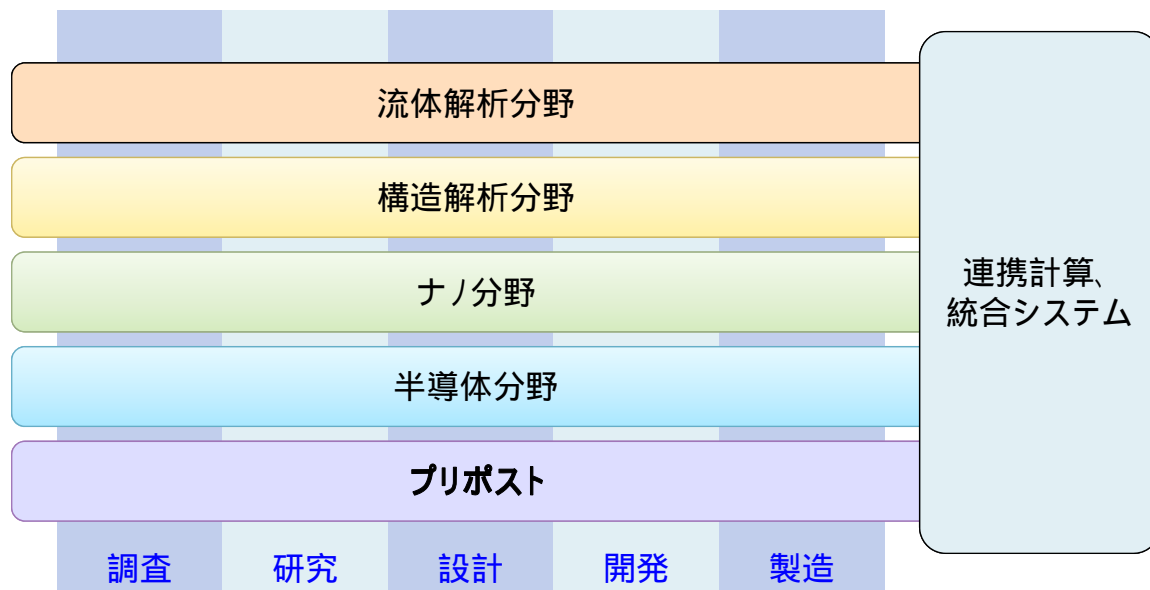 流体解析分野
構造解析分野
ナノ分野
半導体分野
プリポスト
連携計算、
統合システム
調査
研究
設計
開発
製造